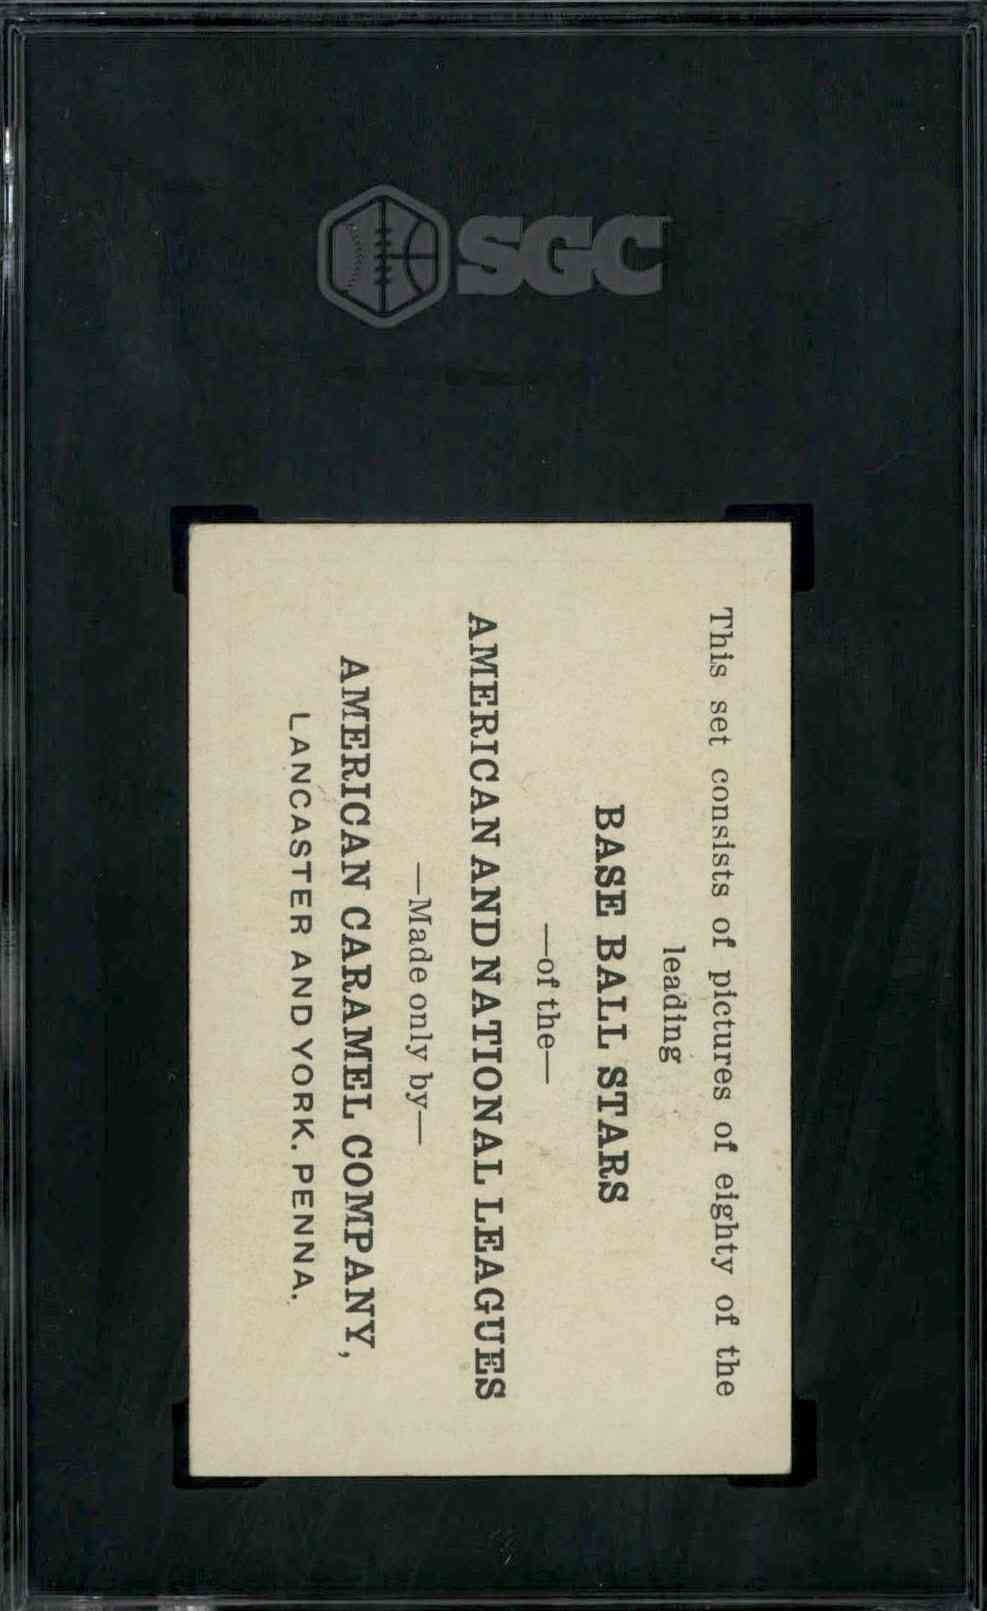 SGC
This set consists of pictures of eighty of the
leading
BASE BALL STARS
—of the—
AMERICAN AND NATIONAL LEAGUES
—Made only by—
AMERICAN CARAMEL COMPANY,
LANCASTER AND YORK. PENNA.